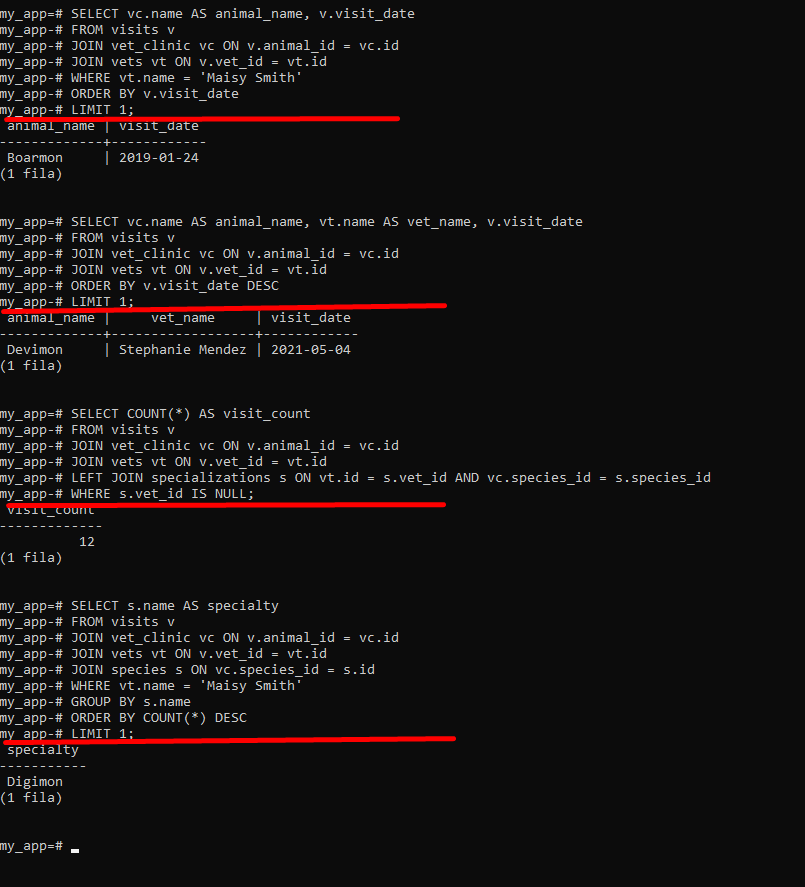 my_app=# SELECT vc.name AS animal_name, v.visit_date
my_app-# FROM visits v
my_app-# JOIN vet_clinic vc ON v.animal_id = vc.id
my_app-# JOIN vets vt ON v.vet_id = vt.id
my_app-# WHERE vt.name = 'Maisy Smith'
my_app-# ORDER BY v.visit_date
my_app-# LIMIT 1;
 animal_name | visit_date
-------------+------------
 Boarmon     | 2019-01-24
(1 fila)
my_app=# SELECT vc.name AS animal_name, vt.name AS vet_name, v.visit_date
my_app-# FROM visits v
my_app-# JOIN vet_clinic vc ON v.animal_id = vc.id
my_app-# JOIN vets vt ON v.vet_id = vt.id
my_app-# ORDER BY v.visit_date DESC
my_app-# LIMIT 1;
 animal_name |     vet_name     | visit_date
-------------+------------------+------------
 Devimon     | Stephanie Mendez | 2021-05-04
(1 fila)
my_app=# SELECT COUNT(*) AS visit_count
my_app-# FROM visits v
my_app-# JOIN vet_clinic vc ON v.animal_id = vc.id
my_app-# JOIN vets vt ON v.vet_id = vt.id
my_app-# LEFT JOIN specializations s ON vt.id = s.vet_id AND vc.species_id = s.species_id
my_app-# WHERE s.vet_id IS NULL;
 visit_count
-------------
          12
(1 fila)
my_app=# SELECT s.name AS specialty
my_app-# FROM visits v
my_app-# JOIN vet_clinic vc ON v.animal_id = vc.id
my_app-# JOIN vets vt ON v.vet_id = vt.id
my_app-# JOIN species s ON vc.species_id = s.id
my_app-# WHERE vt.name = 'Maisy Smith'
my_app-# GROUP BY s.name
my_app-# ORDER BY COUNT(*) DESC
my_app-# LIMIT 1;
 specialty
-----------
 Digimon
(1 fila)
my_app=#